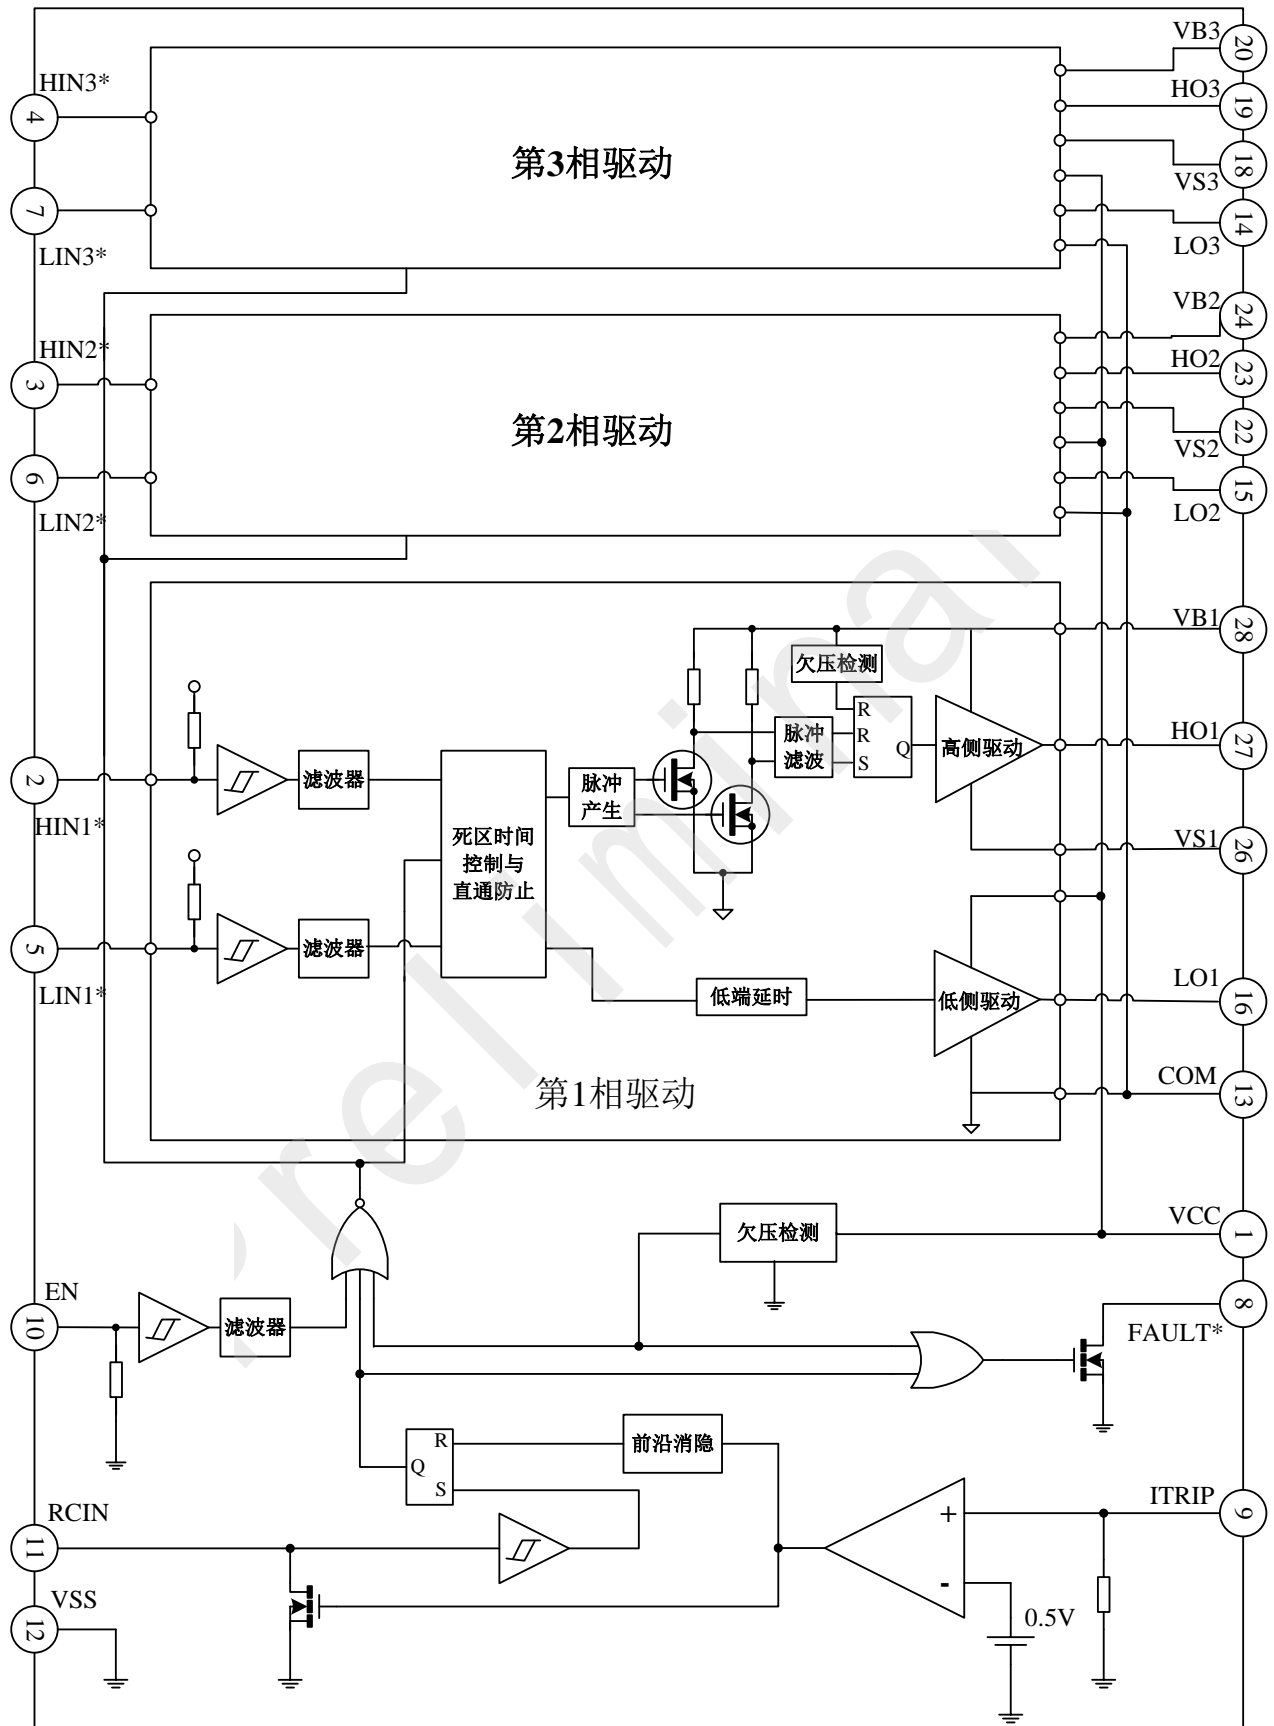 VB3
20
HIN3*
4
HO3
19
第3相驱动
18
VS3
7
14
LIN3*
LO3
VB2
24
HIN2*
3
HO2
23
第2相驱动
22
VS2
6
15
LIN2*
LO2
VB1
28
欠压检测
R
R
S
Q
脉冲
滤波
高侧驱动
HO1
27
2
HIN1*
滤波器
脉冲
产生
死区时间
控制与
直通防止
VS1
26
5
LIN1*
滤波器
低端延时
低侧驱动
LO1
16
第1相驱动
COM
13
VCC
1
欠压检测
EN
10
滤波器
8
FAULT*
R
Q
S
前沿消隐
RCIN
11
+
-
ITRIP
9
VSS
12
0.5V
Preliminar